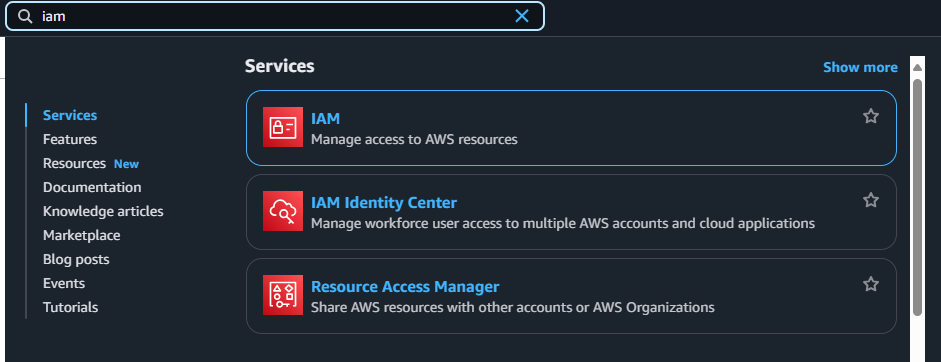 iam
Services
Show more
Services
Features
Resources New
Documentation
Knowledge articles
Marketplace
Blog posts
Events
Tutorials
IAM
Manage access to AWS resources
IAM Identity Center
Manage workforce user access to multiple AWS accounts and cloud applications
Resource Access Manager
Share AWS resources with other accounts or AWS Organizations